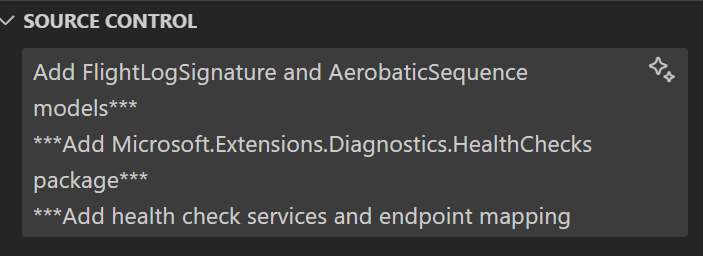 SOURCE CONTROL
Add FlightLogSignature and AerobaticSequence
models***
***Add Microsoft.Extensions.Diagnostics.HealthChecks
package***
***Add health check services and endpoint mapping